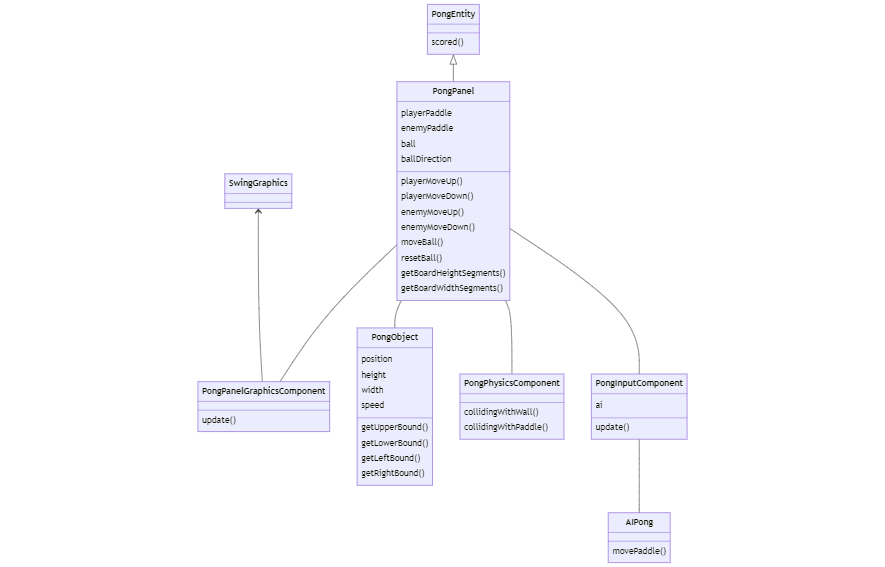 PongEntity
scored()
PongPanel
playerPaddle
enemyPaddle
ball
ballDirection
playerMoveUp()
playerMoveDown()
enemyMoveUp()
enemyMoveDown()
moveBall()
resetBall()
getBoardHeightSegments()
getBoardWidthSegments()
SwingGraphics
PongPanelGraphicsComponent
update()
PongObject
position
height
width
speed
getUpperBound()
getLowerBound()
getLeftBound()
getRightBound()
PongPhysicsComponent
collidingWithWall()
collidingWithPaddle()
PongInputComponent
ai
update()
AIPong
movePaddle()